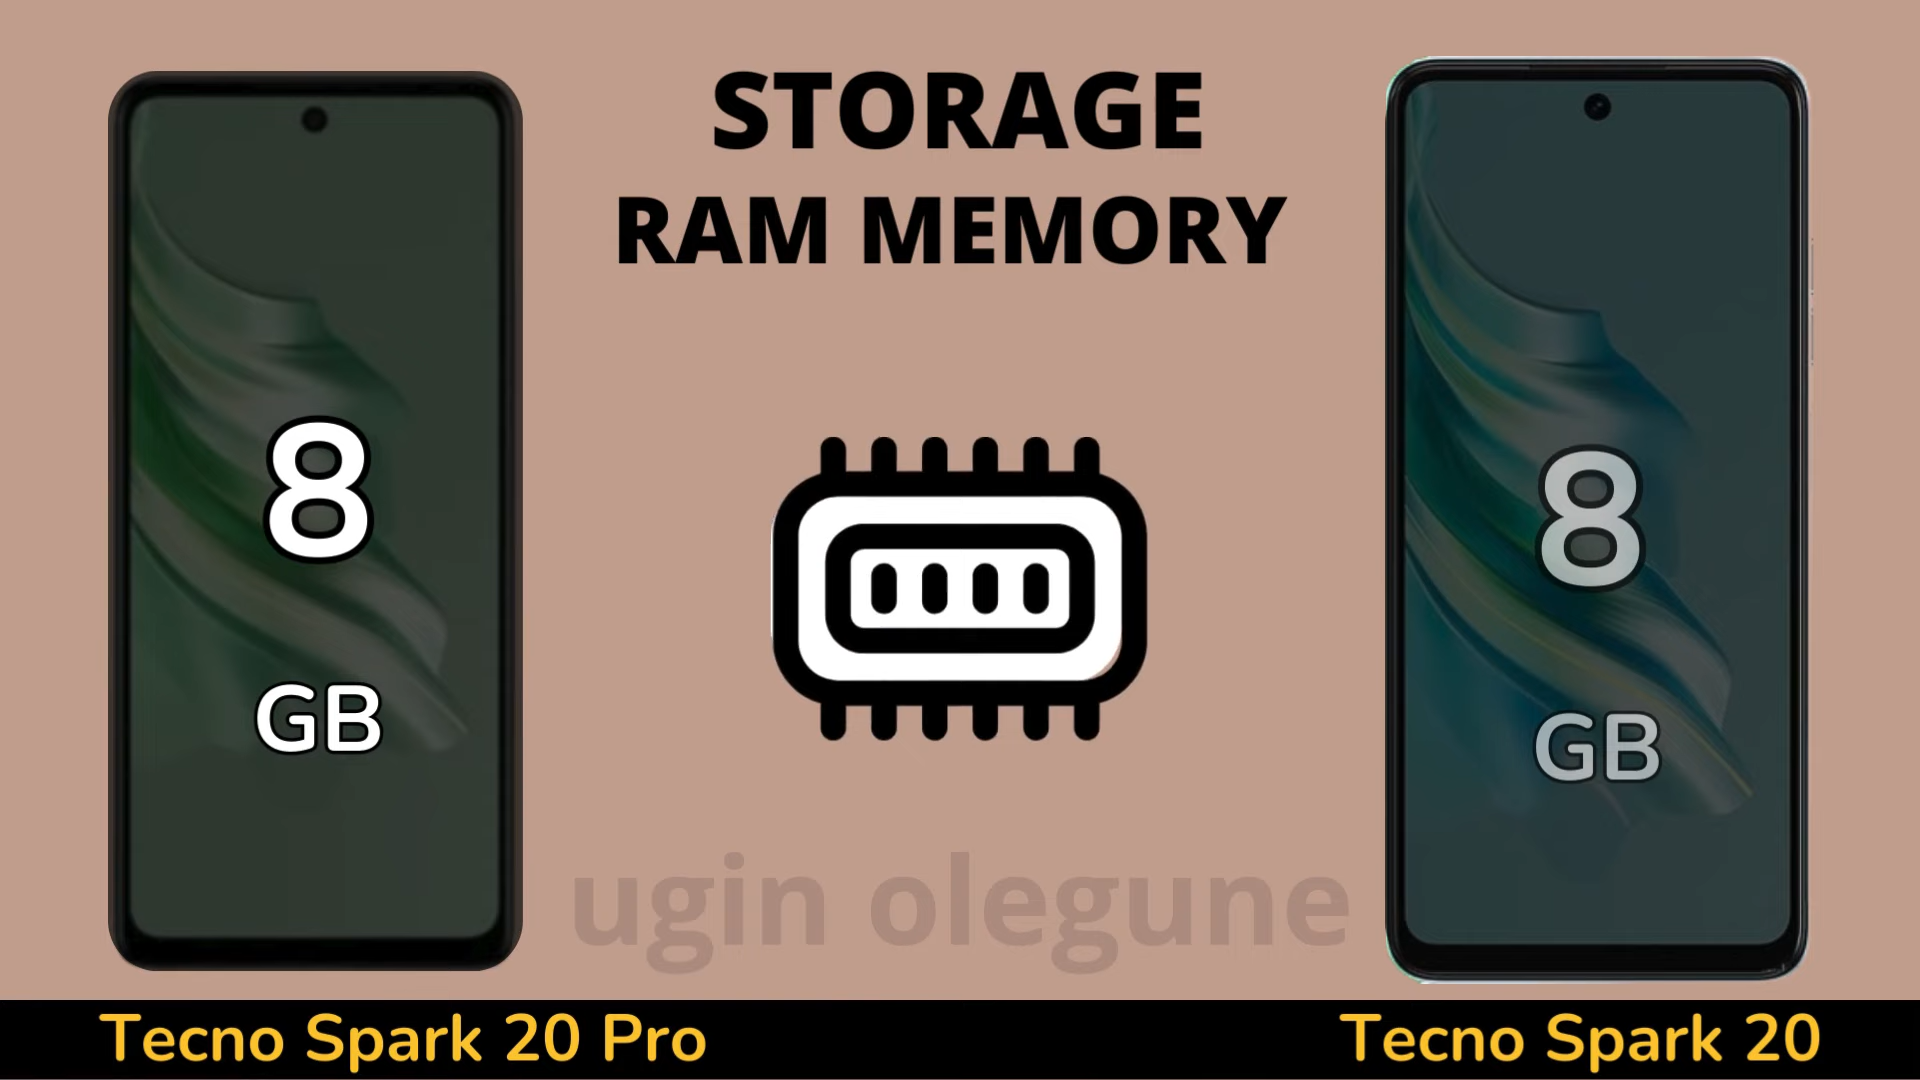 STORAGE
RAM MEMORY
8
GB
8
GB
ugin olegune
Tecno Spark 20 Pro
Tecno Spark 20